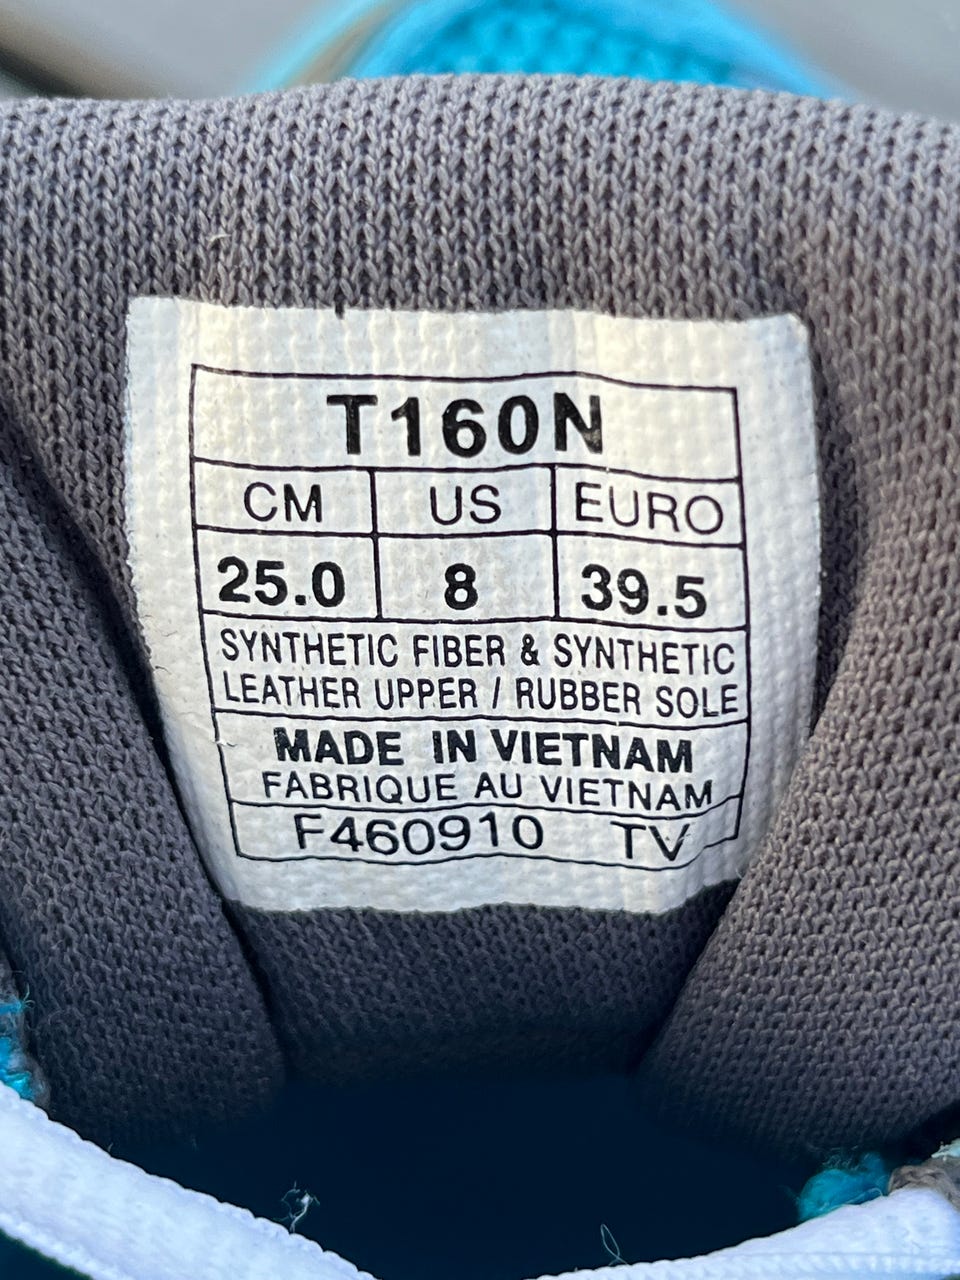 T160N
CM US EURO
25.0 8 39.5
SYNTHETIC FIBER & SYNTHETIC
LEATHER UPPER / RUBBER SOLE
MADE IN VIETNAM
FABRIQUE AU VIETNAM
F460910 TV